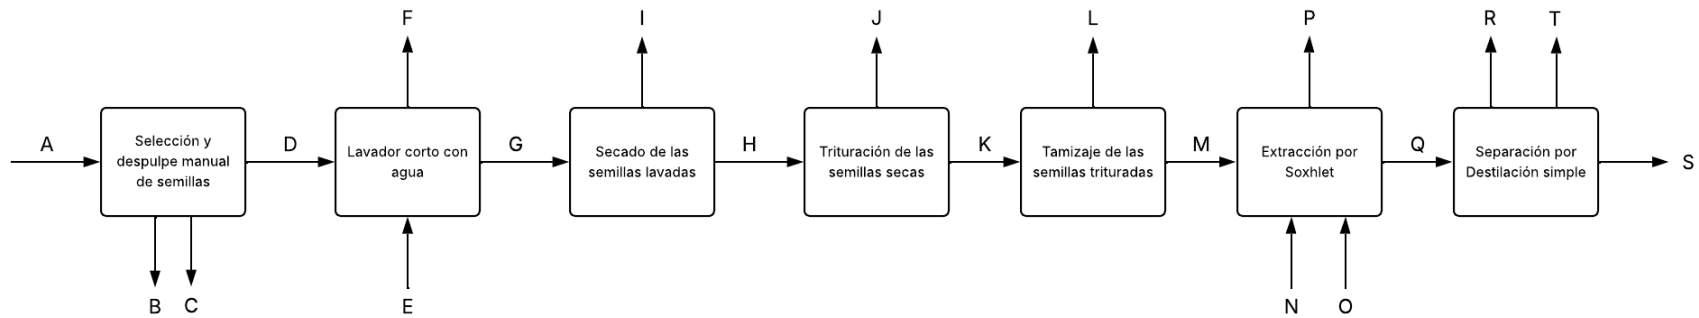 F
I
J
L
P
R
T
A
Selección y
despulpe manual
de semillas
D
Lavador corto con
agua
G
Secado de las
semillas lavadas
H
Trituración de las
semillas secas
K
Tamizaje de las
semillas trituradas
M
Extracción por
Soxhlet
Q
Separación por
Destilación simple
S
B
C
E
N
O